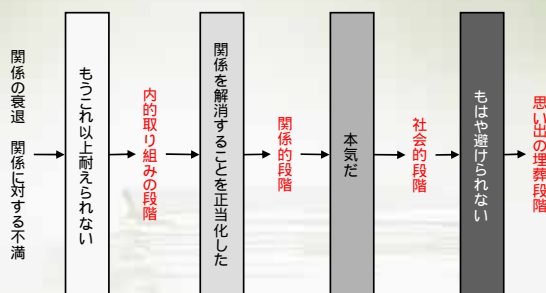 関係の衰退　関係に対する不満
もうこれ以上耐えられない
内的取り組みの段階
関係を解消することを正当化した
関係的段階
本気だ
社会的段階
もはや避けられない
思い出の埋葬段階